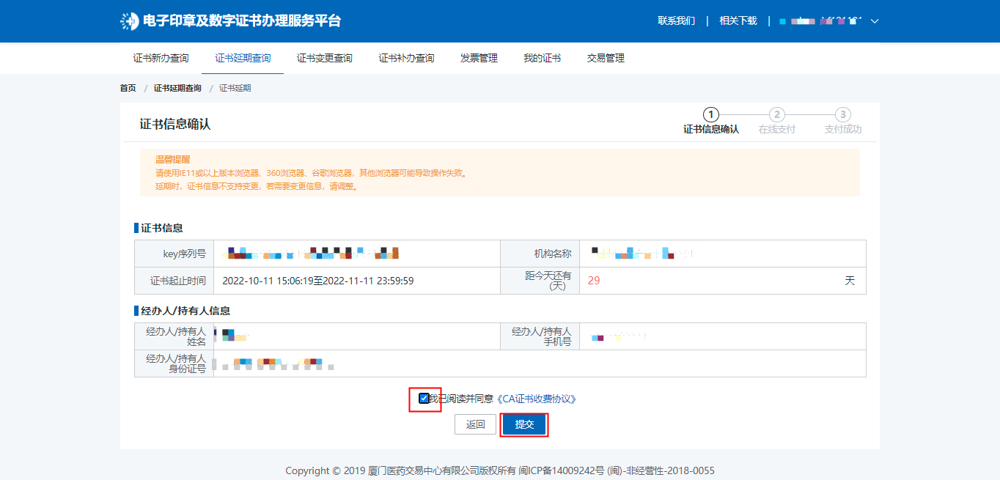 电子印章及数字证书办理服务平台
联系我们 | 相关下载 |
证书新办查询 证书延期查询 证书变更查询 证书补办查询 发票管理 我的证书 交易管理
首页 / 证书延期查询 / 证书延期
证书信息确认
1 2 3
证书信息确认 在线支付 支付成功
温馨提醒
请使用IE11或以上版本浏览器、360浏览器、谷歌浏览器，其他浏览器可能导致操作失败。
延期时，证书信息不支持变更，若需要变更信息，请调整。
证书信息
key序列号 机构名称
证书起止时间 2022-10-11 15:06:19至2022-11-11 23:59:59 距今天还有(天) 29 天
经办人/持有人信息
经办人/持有人姓名 经办人/持有人手机号
经办人/持有人身份证号
我已阅读并同意《CA证书收费协议》
返回 提交
Copyright © 2019 厦门医药交易中心有限公司版权所有 闽ICP备14009242号 (闽)-非经营性-2018-0055